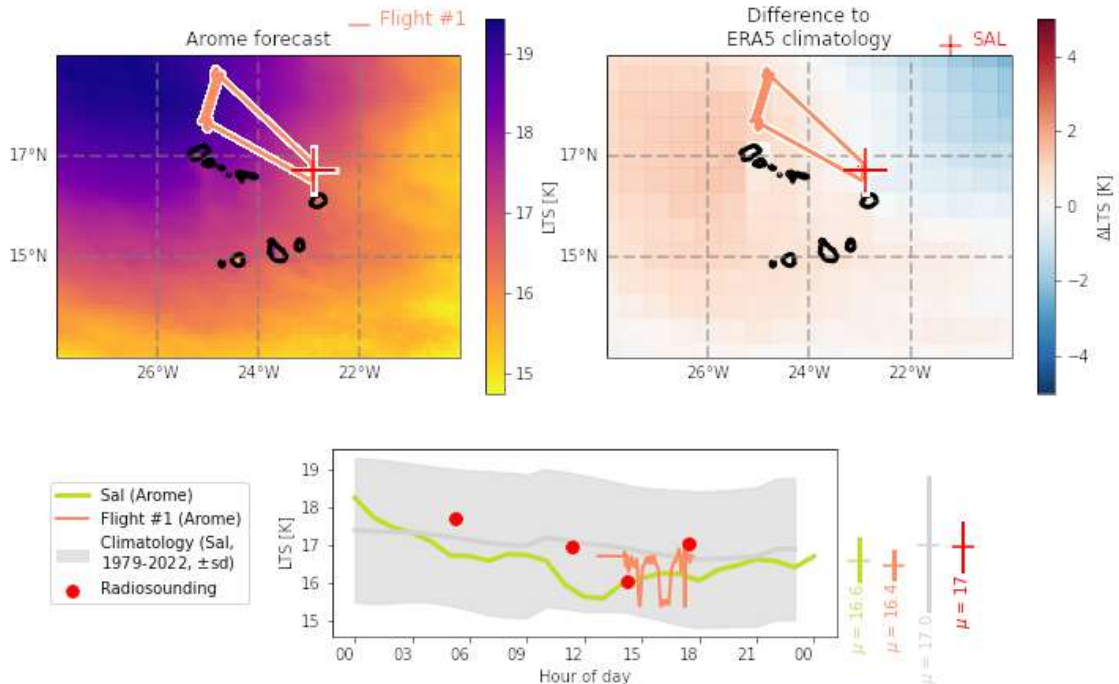 Flight #1
Arome forecast
19
18
17
16
15
LTS [K]
17°N
15°N
26°W
24°W
22°W
Difference to
ERA5 climatology
SAL
4
2
0
−2
−4
ΔLTS [K]
17°N
15°N
26°W
24°W
22°W
Sal (Arome)
Flight #1 (Arome)
Climatology (Sal,
1979-2022, ±sd)
Radiosounding
LTS [K]
19
18
17
16
15
00
03
06
09
12
15
18
21
00
Hour of day
μ = 16.6
μ = 16.4
μ = 17.0
μ = 17